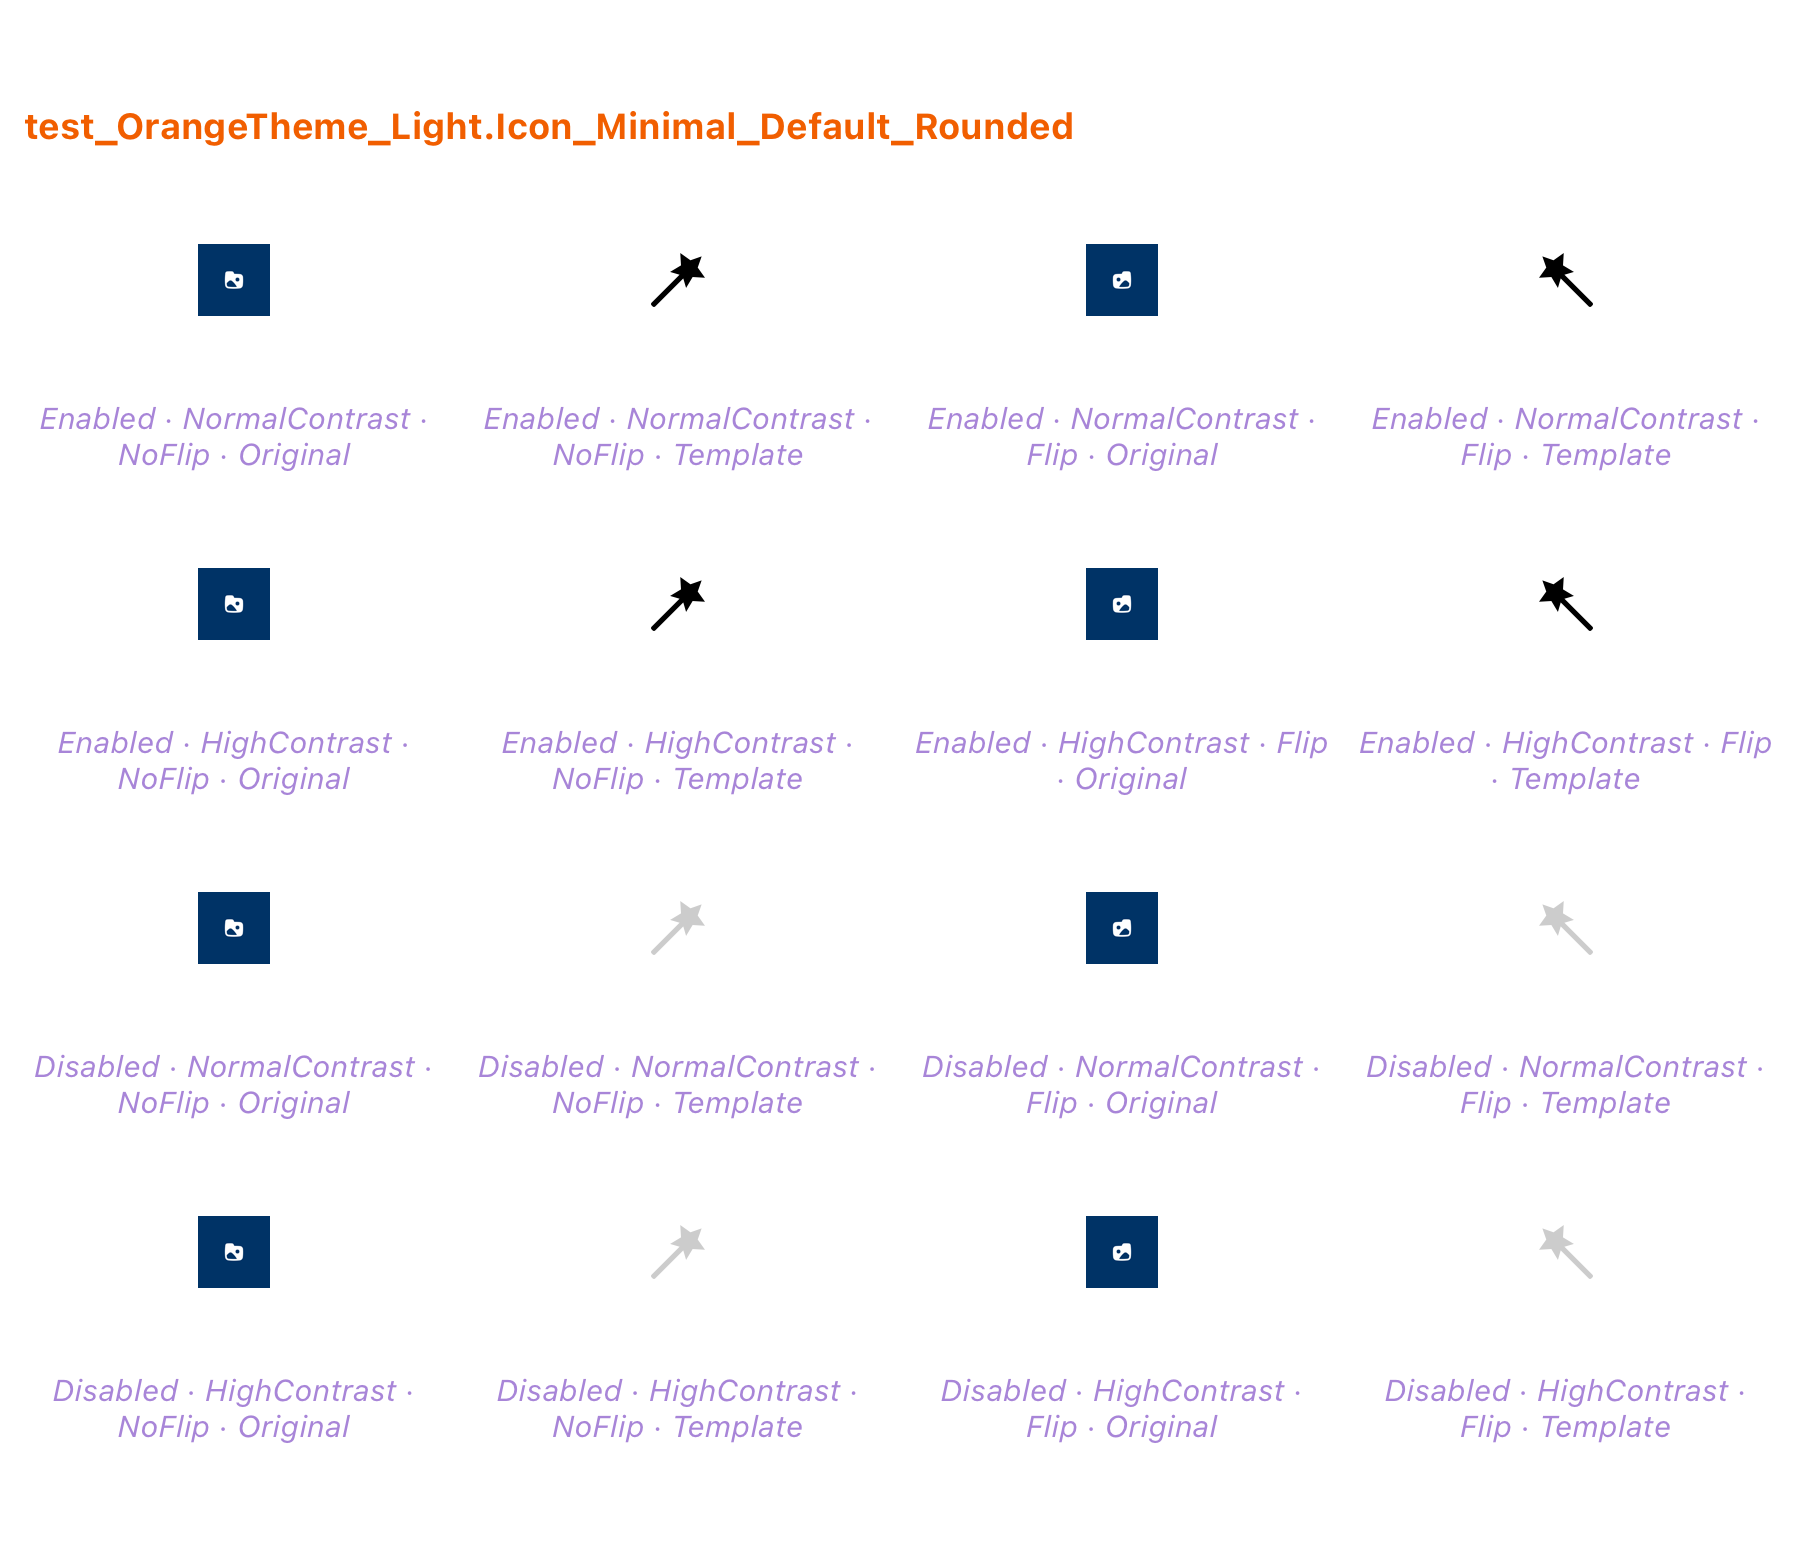 test_OrangeTheme_Light.Icon_Minimal_Default_Rounded
Enabled · NormalContrast ·
NoFlip · Original
Enabled · NormalContrast ·
NoFlip · Template
Enabled · NormalContrast ·
Flip · Original
Enabled · NormalContrast ·
Flip · Template
Enabled · HighContrast ·
NoFlip · Original
Enabled · HighContrast ·
NoFlip · Template
Enabled · HighContrast · Flip
· Original
Enabled · HighContrast · Flip
· Template
Disabled · NormalContrast ·
NoFlip · Original
Disabled · NormalContrast ·
NoFlip · Template
Disabled · NormalContrast ·
Flip · Original
Disabled · NormalContrast ·
Flip · Template
Disabled · HighContrast ·
NoFlip · Original
Disabled · HighContrast ·
NoFlip · Template
Disabled · HighContrast ·
Flip · Original
Disabled · HighContrast ·
Flip · Template